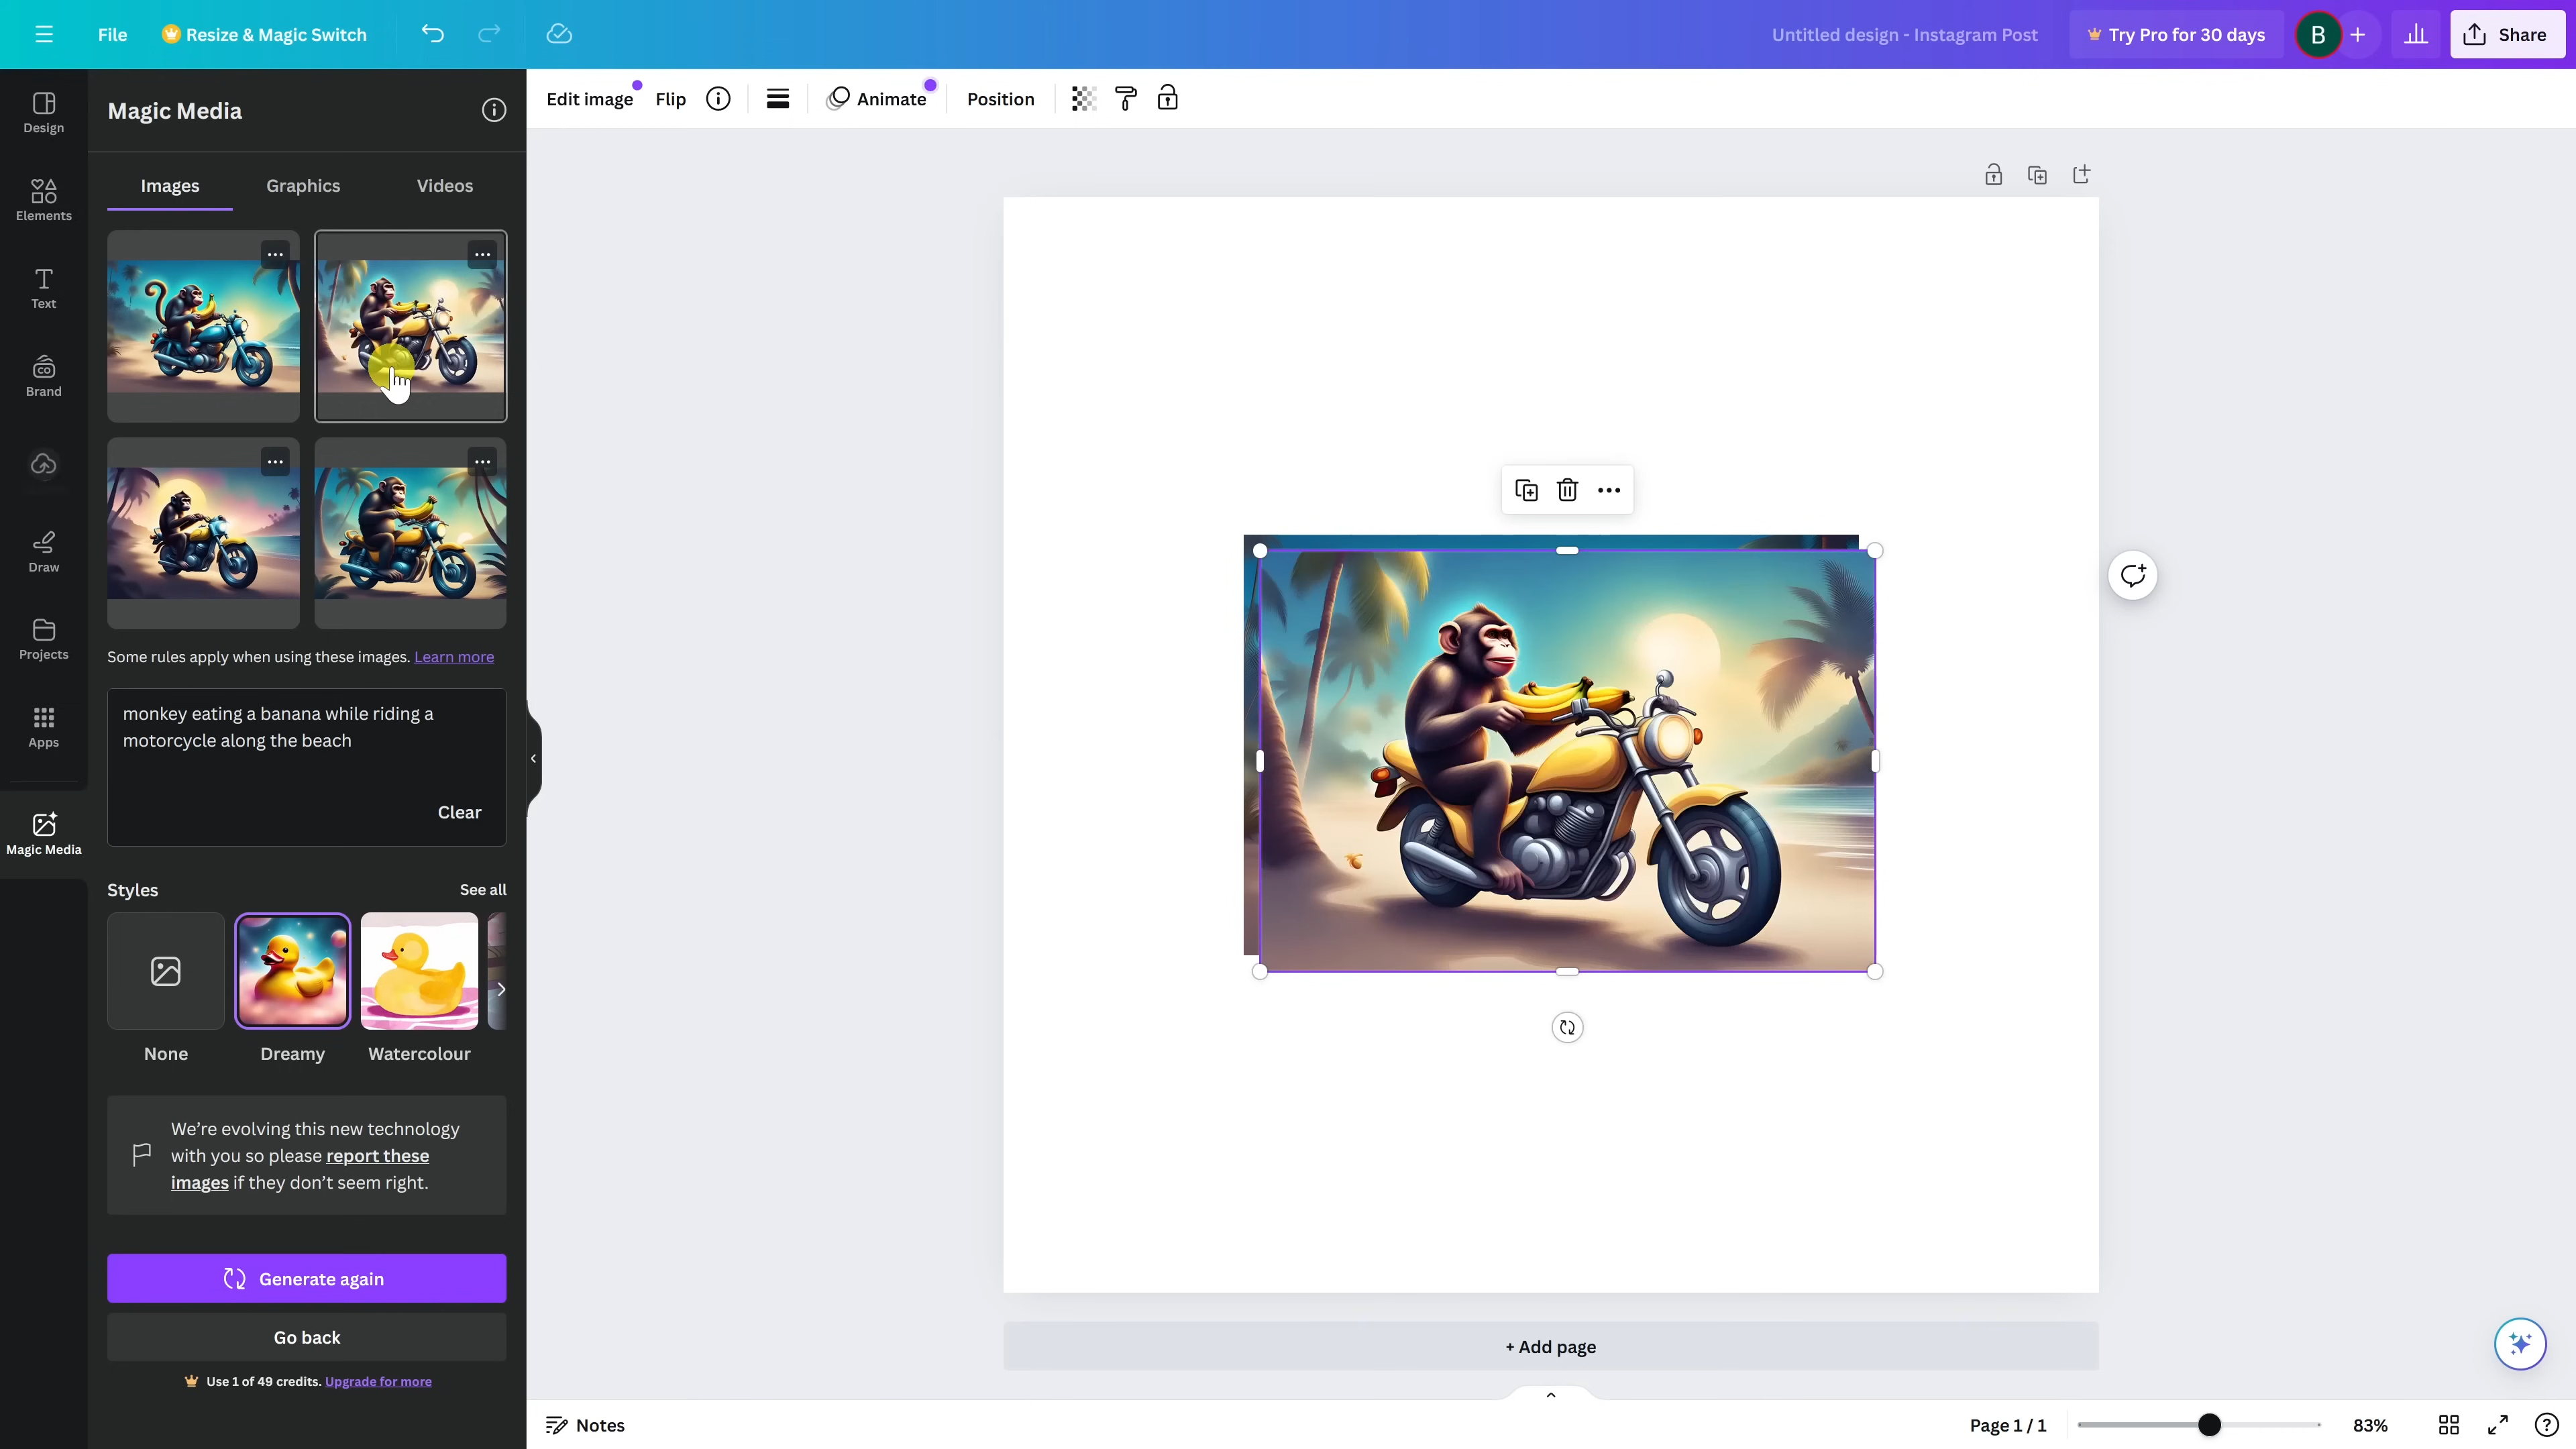 File
Resize & Magic Switch
Untitled design - Instagram Post
Try Pro for 30 days
B
Share
Design
Elements
Text
Brand
Draw
Projects
Apps
Magic Media
Magic Media
Images
Graphics
Videos
Some rules apply when using these images. Learn more
monkey eating a banana while riding a
motorcycle along the beach
Clear
Styles
See all
None
Dreamy
Watercolour
We're evolving this new technology
with you so please report these
images if they don't seem right.
Generate again
Go back
Use 1 of 49 credits. Upgrade for more
Edit image
Flip
Animate
Position
+ Add page
Notes
Page 1 / 1
83%